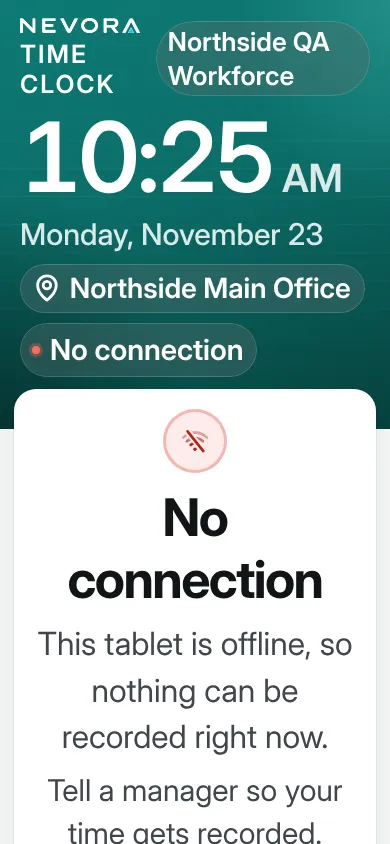 NEVORA
TIME
CLOCK
Northside QA
Workforce
10:25 AM
Monday, November 23
Northside Main Office
No connection
No
connection
This tablet is offline, so
nothing can be
recorded right now.
Tell a manager so your
time gets recorded.